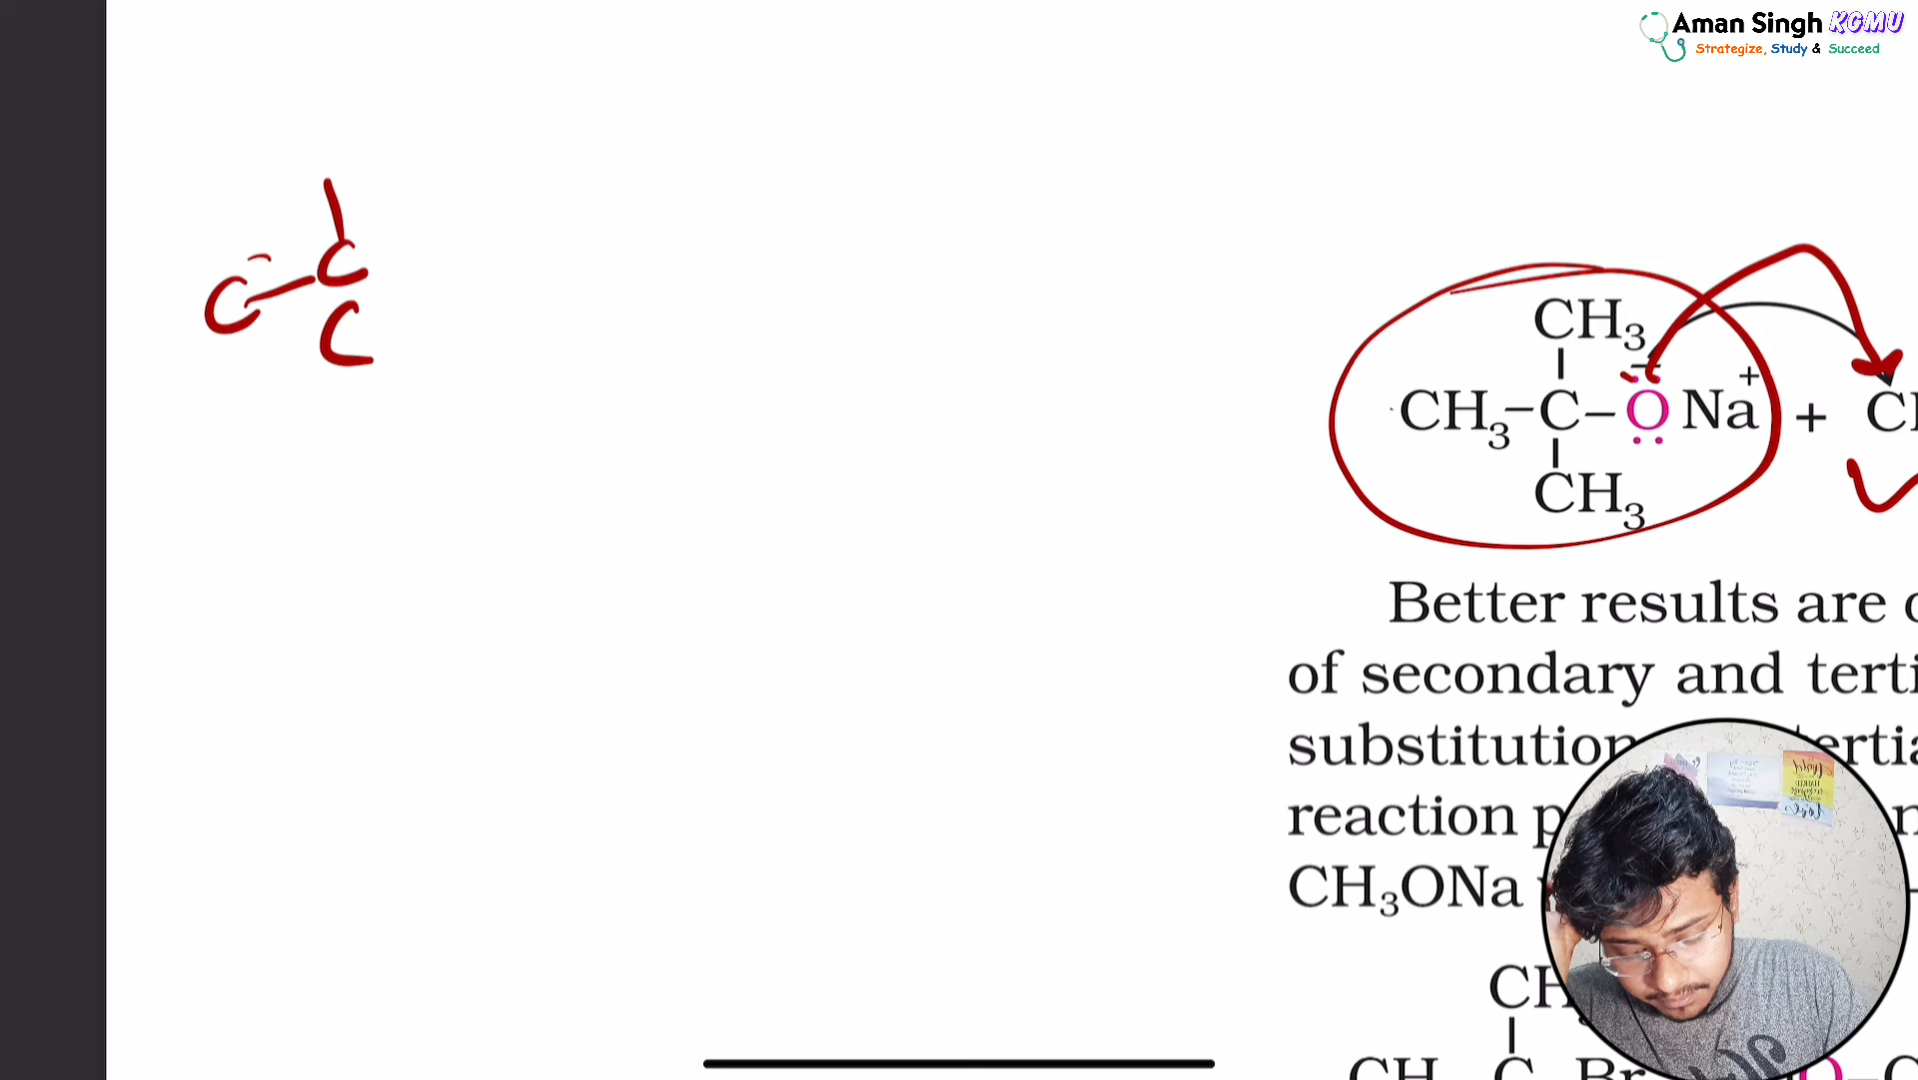 Aman Singh KGMU
Strategize, Study & Succeed
C C
C
CH₃
CH₃–C–O Na⁺ +
CH₃
Better results are
of secondary and
substitution
reaction
CH₃ONa
C